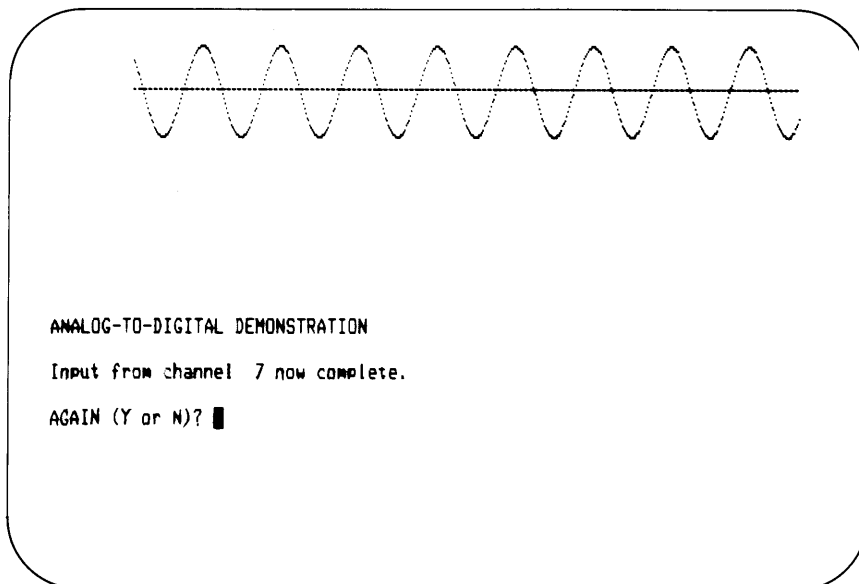 ANALOG-TO-DIGITAL DEMONSTRATION
Input from channel 7 now complete.
AGAIN (Y or N)?